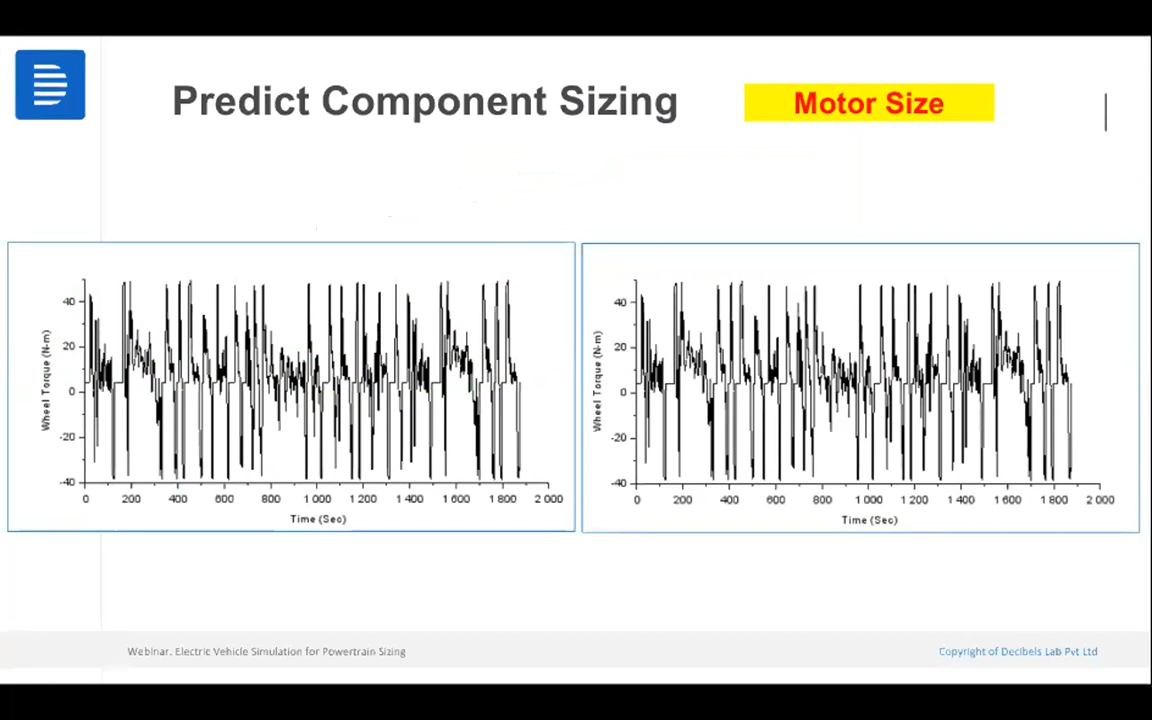 Predict Component Sizing
Motor Size
Wheel Torque (N-m)
40
20
0
-20
-40
0 200 400 600 800 1 000 1 200 1 400 1 600 1 800 2 000
Time (Sec)
Wheel Torque (N-m)
40
20
0
-20
-40
0 200 400 600 800 1 000 1 200 1 400 1 600 1 800 2 000
Time (Sec)
Webinar. Electric Vehicle Simulation for Powertrain Sizing
Copyright of Decibels Lab Pvt Ltd